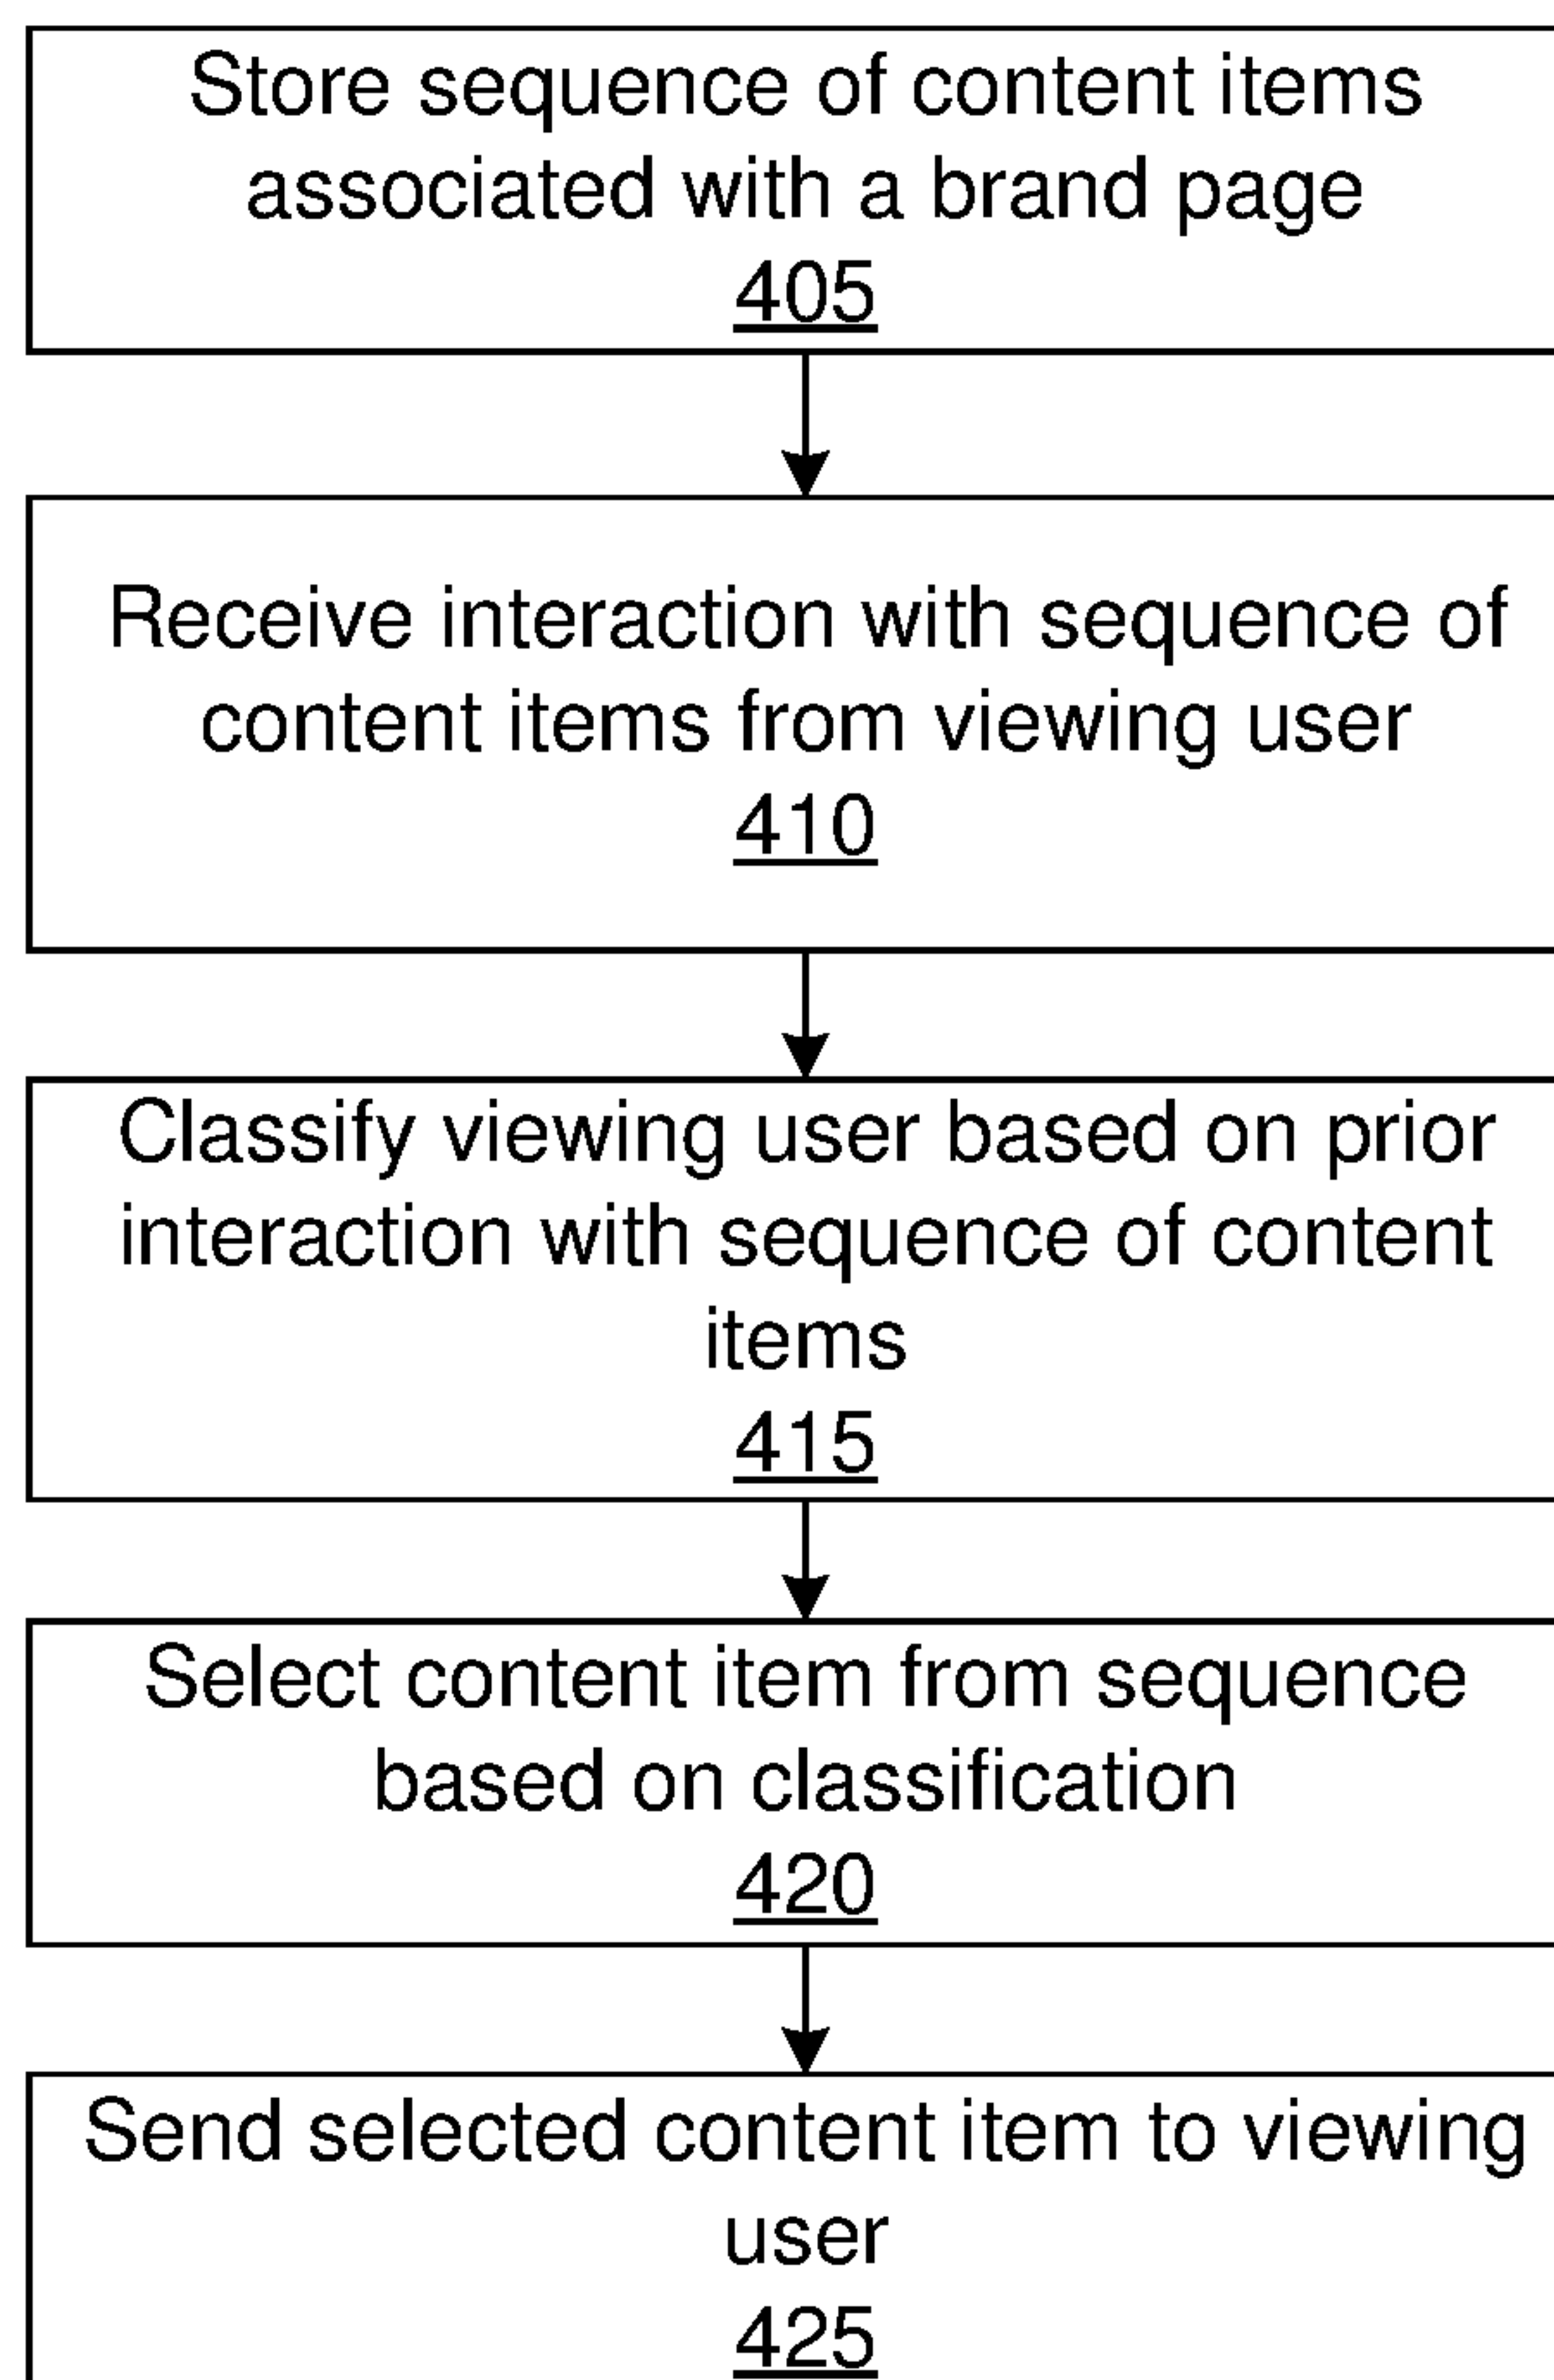 Store sequence of content items
associated with a brand page
405
Receive interaction with sequence of
content items from viewing user
410
Classify viewing user based on prior
interaction with sequence of content
items
415
Select content item from sequence
based on classification
420
Send selected content item to viewing
user
425